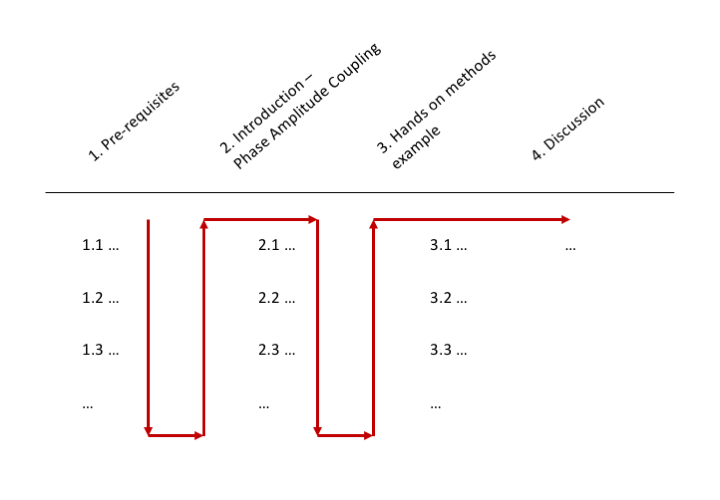 1. Pre-requisites
2. Introduction –
Phase Amplitude Coupling
3. Hands on methods
example
4. Discussion
1.1 ...
2.1 ...
3.1 ...
...
1.2 ...
2.2 ...
3.2 ...
1.3 ...
2.3 ...
3.3 ...
...
...
...